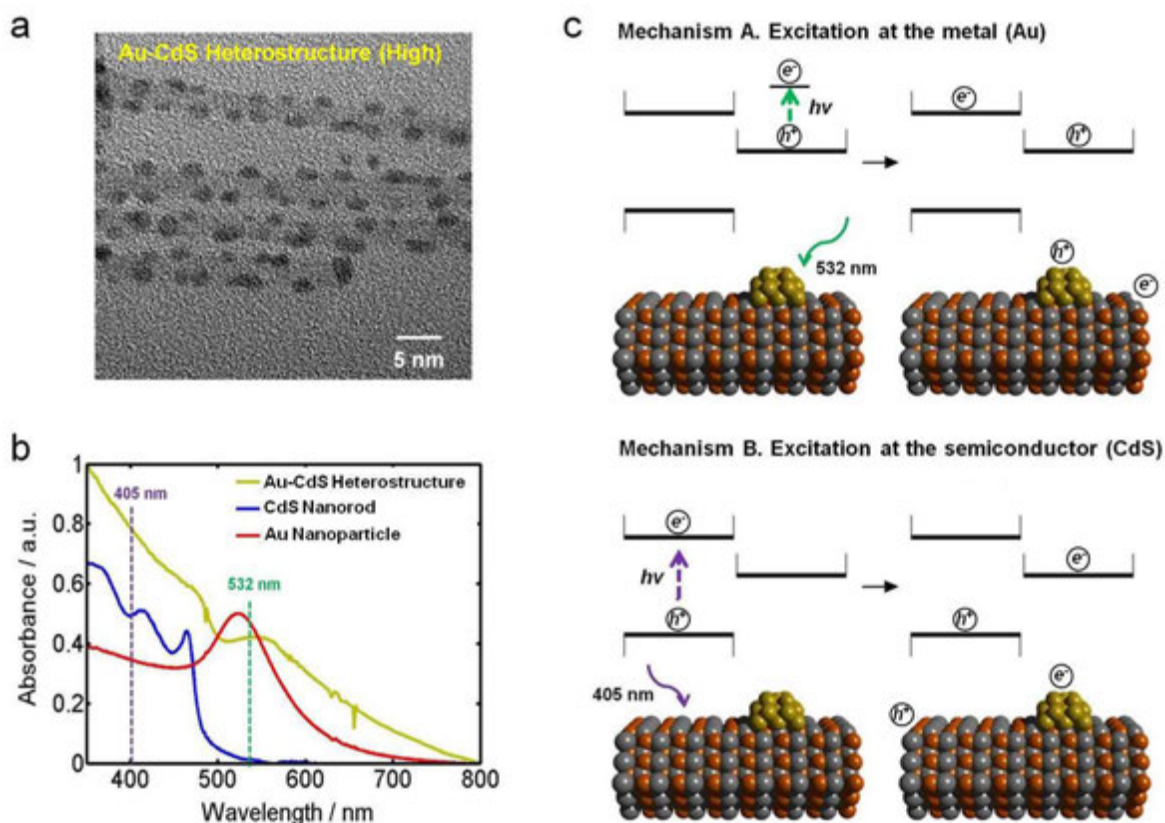 a
Au-CdS Heterostructure (High)
5 nm
b
Absorbance / a.u.
1
0.8
0.6
0.4
0.2
0
405 nm
532 nm
Au-CdS Heterostructure
CdS Nanorod
Au Nanoparticle
400 500 600 700 800
Wavelength / nm
c
Mechanism A. Excitation at the metal (Au)
e-
hν
h+
e-
h+
532 nm
h+
e-
Mechanism B. Excitation at the semiconductor (CdS)
e-
hν
h+
e-
h+
405 nm
e-
h+